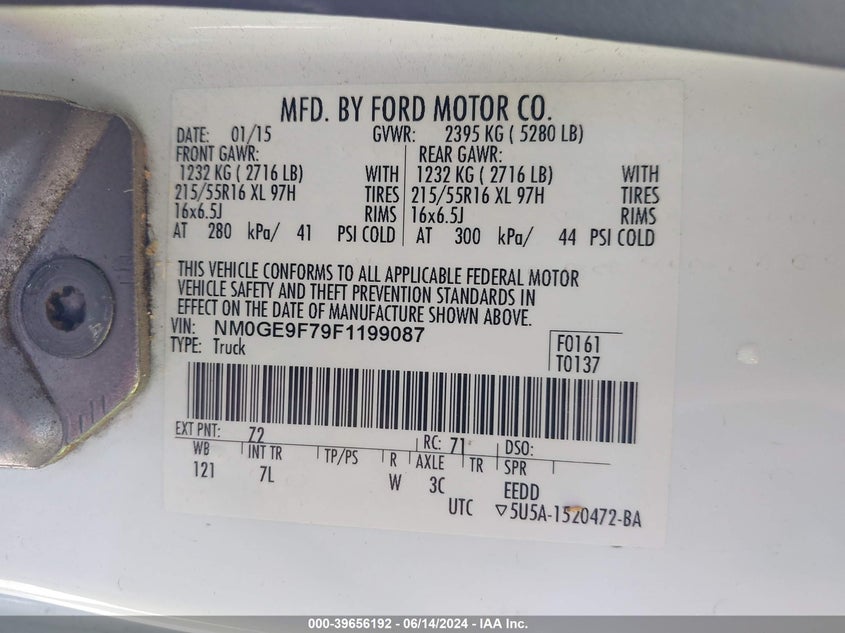 MFD. BY FORD MOTOR CO.
DATE: 01/15 GVWR: 2395 KG ( 5280 LB)
FRONT GAWR: REAR GAWR:
1232 KG ( 2716 LB) WITH 1232 KG ( 2716 LB) WITH
215/55R16 XL 97H TIRES 215/55R16 XL 97H TIRES
16x6.5J RIMS 16x6.5J RIMS
AT 280 kPa/ 41 PSI COLD AT 300 kPa/ 44 PSI COLD
THIS VEHICLE CONFORMS TO ALL APPLICABLE FEDERAL MOTOR
VEHICLE SAFETY AND THEFT PREVENTION STANDARDS IN
EFFECT ON THE DATE OF MANUFACTURE SHOWN ABOVE.
VIN: NM0GE9F79F1199087 F0161
TYPE: Truck T0137
EXT PNT: 72 RC: 71 DSO:
WB INT TR TP/PS R AXLE TR SPR
121 7L W 3C EEDD
UTC ▽5U5A-1520472-BA
000-39656192 - 06/14/2024 - IAA Inc.